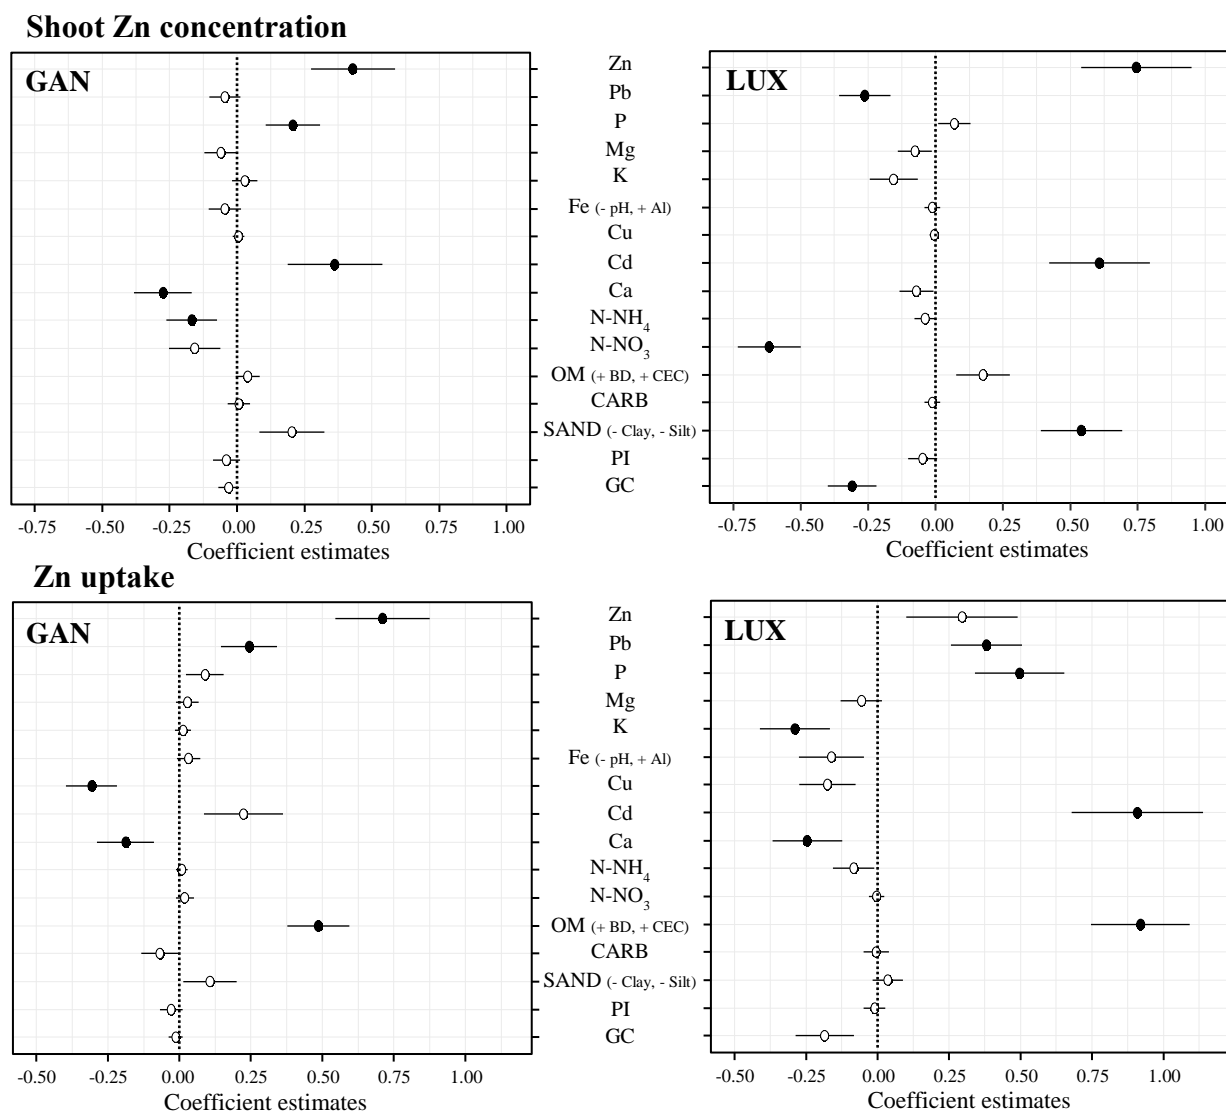 Shoot Zn concentration
GAN
LUX
Zn
Pb
P
Mg
K
Fe (- pH, + Al)
Cu
Cd
Ca
N-NH4
N-NO3
OM (+ BD, + CEC)
CARB
SAND (- Clay, - Silt)
PI
GC
-0.75 -0.50 -0.25 0.00 0.25 0.50 0.75 1.00
-0.75 -0.50 -0.25 0.00 0.25 0.50 0.75 1.00
Coefficient estimates
Coefficient estimates
Zn uptake
GAN
LUX
Zn
Pb
P
Mg
K
Fe (- pH, + Al)
Cu
Cd
Ca
N-NH4
N-NO3
OM (+ BD, + CEC)
CARB
SAND (- Clay, - Silt)
PI
GC
-0.50 -0.25 0.00 0.25 0.50 0.75 1.00
-0.50 -0.25 0.00 0.25 0.50 0.75 1.00
Coefficient estimates
Coefficient estimates